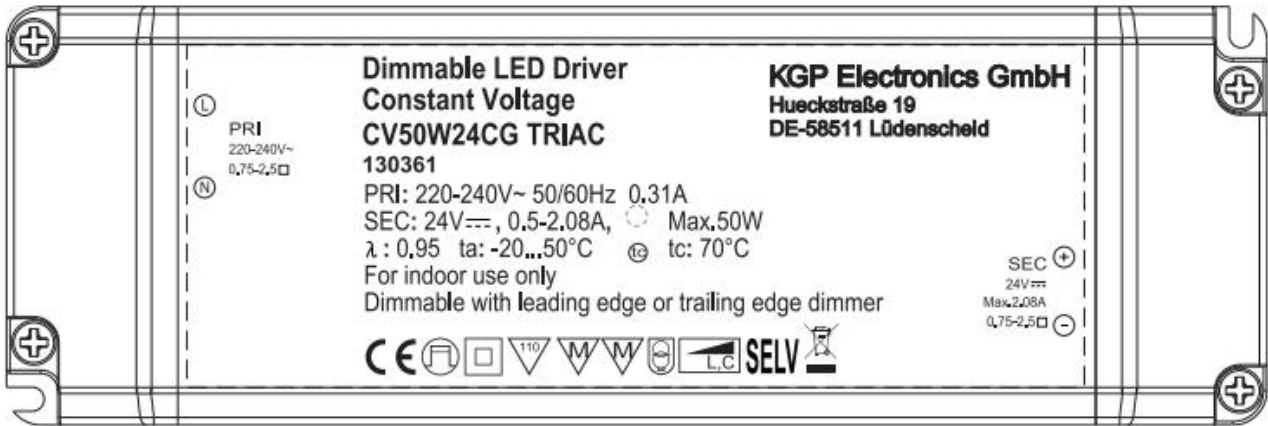 Dimmable LED Driver
Constant Voltage
CV50W24CG TRIAC
130361
PRI: 220-240V~ 50/60Hz 0.31A
SEC: 24V⎓, 0.5-2.08A, Max.50W
λ: 0.95 ta: -20...50°C tc tc: 70°C
For indoor use only
Dimmable with leading edge or trailing edge dimmer
KGP Electronics GmbH
Hueckstraße 19
DE-58511 Lüdenscheid
L
PRI
220-240V~
0.75-2.5□
N
SEC +
24V⎓
Max.2.08A
0.75-2.5□ -
CE 110 M M L,C SELV